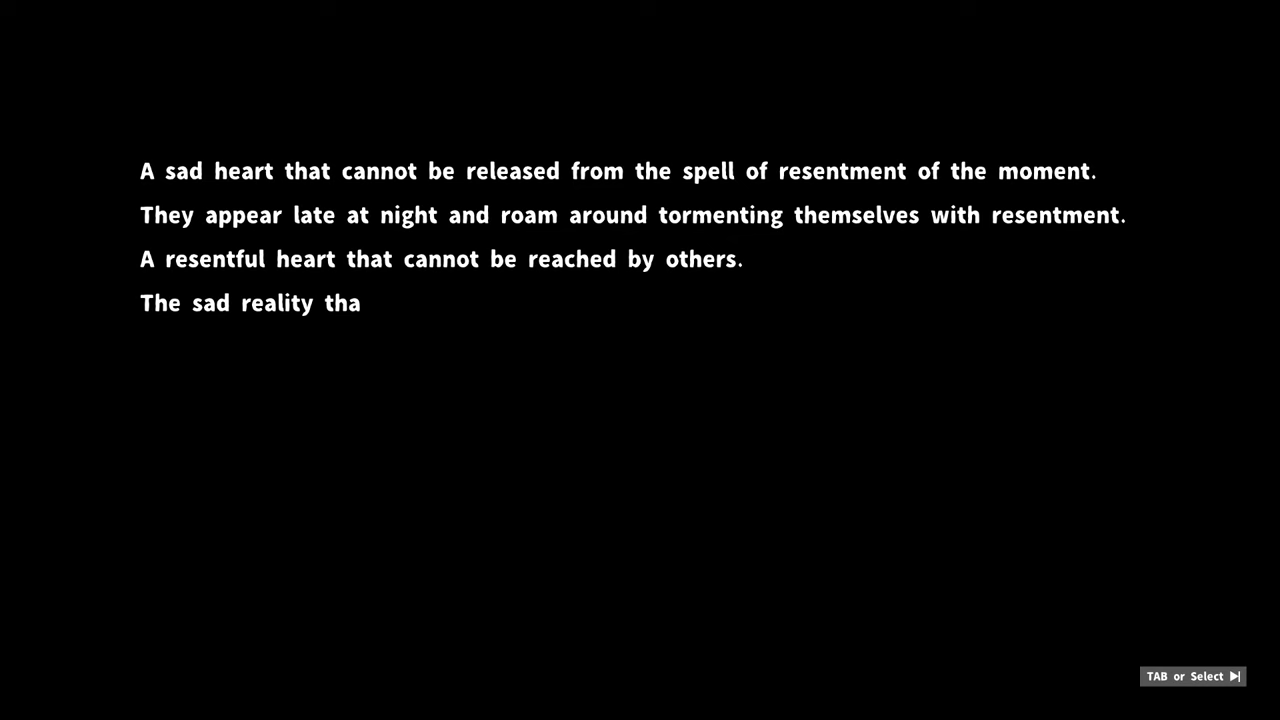 A sad heart that cannot be released from the spell of resentment of the moment.
They appear late at night and roam around tormenting themselves with resentment.
A resentful heart that cannot be reached by others.
The sad reality tha
TAB or Select